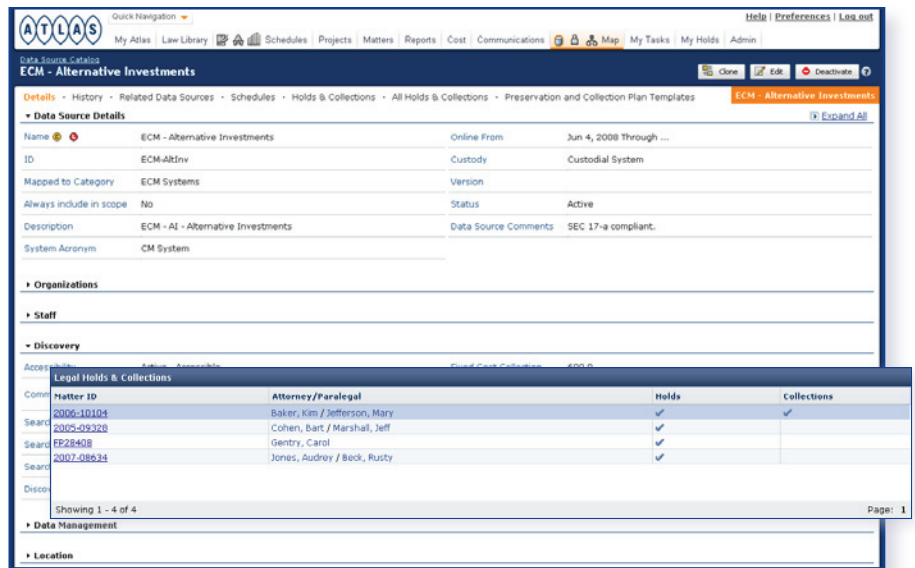 ATLAS
Quick Navigation
Help | Preferences | Log out
My Atlas Law Library Schedules Projects Matters Reports Cost Communications Map My Tasks My Holds Admin
Data Source Catalog
ECM - Alternative Investments
Clone Edit Deactivate ?
Details • History • Related Data Sources • Schedules • Holds & Collections • All Holds & Collections • Preservation and Collection Plan Templates
ECM - Alternative Investments
Data Source Details
Expand All
Name ECM - Alternative Investments Online From Jun 4, 2008 Through ...
ID ECM-AltInv Custody Custodial System
Mapped to Category ECM Systems Version
Always include in scope No Status Active
Description ECM - AI - Alternative Investments Data Source Comments SEC 17-a compliant.
System Acronym CM System
Organizations
Staff
Discovery
Legal Holds & Collections
Matter ID Attorney/Paralegal Holds Collections
2006-10104 Baker, Kim / Jefferson, Mary ✔ ✔
2005-09328 Cohen, Bart / Marshall, Jeff ✔
FP28408 Gentry, Carol ✔
2007-08634 Jones, Audrey / Beck, Rusty ✔
Showing 1 - 4 of 4 Page: 1
Data Management
Location